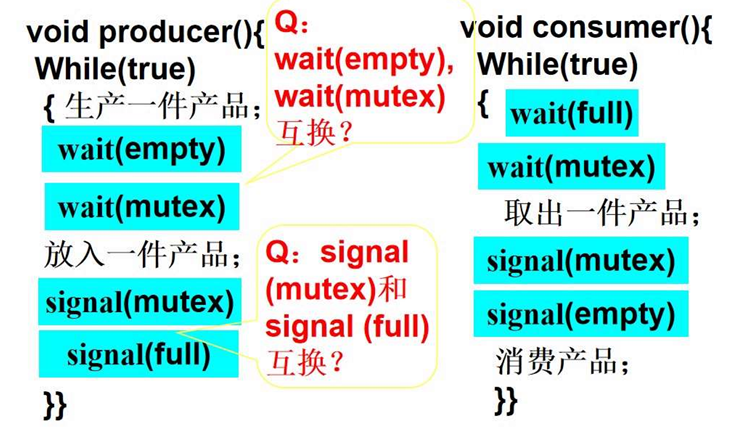 void producer(){
While(true)
{ 生产一件产品；
wait(empty)
wait(mutex)
放入一件产品；
signal(mutex)
signal(full)
}}
Q：
wait(empty),
wait(mutex)
互换？
Q：signal
(mutex)和
signal (full)
互换？
void consumer(){
While(true)
{ wait(full)
wait(mutex)
取出一件产品；
signal(mutex)
signal(empty)
消费产品；
}}